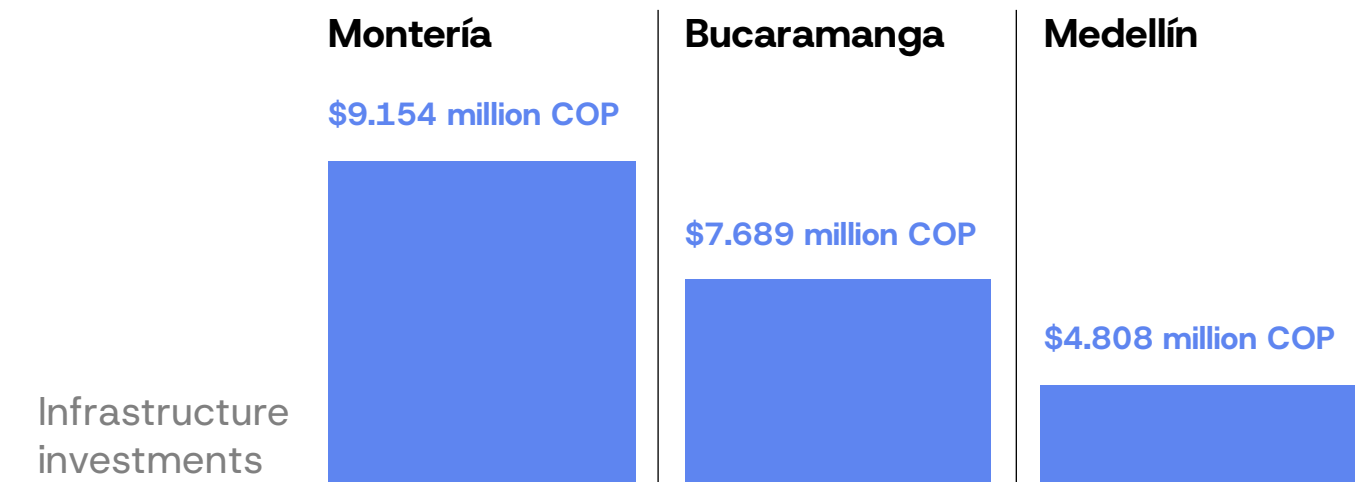 Montería
Bucaramanga
Medellín
$9.154 million COP
$7.689 million COP
$4.808 million COP
Infrastructure
investments